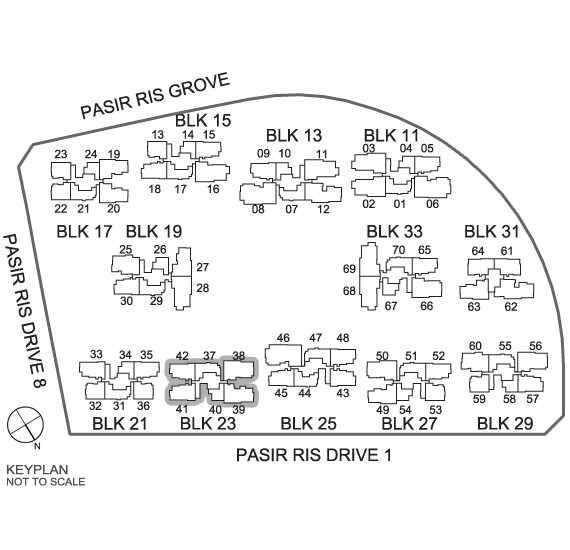 PASIR RIS GROVE
BLK 15
13 14 15
18 17 16
BLK 13
09 10 11
08 07 12
BLK 11
03 04 05
02 01 06
23 24 19
22 21 20
BLK 17
BLK 19
25 26 27
30 29 28
BLK 33
69 70 65
68 67 66
BLK 31
64 61
63 62
PASIR RIS DRIVE 8
33 34 35
32 31 36
BLK 21
42 37 38
41 40 39
BLK 23
46 47 48
45 44 43
BLK 25
50 51 52
49 54 53
BLK 27
60 55 56
59 58 57
BLK 29
N
PASIR RIS DRIVE 1
KEYPLAN
NOT TO SCALE